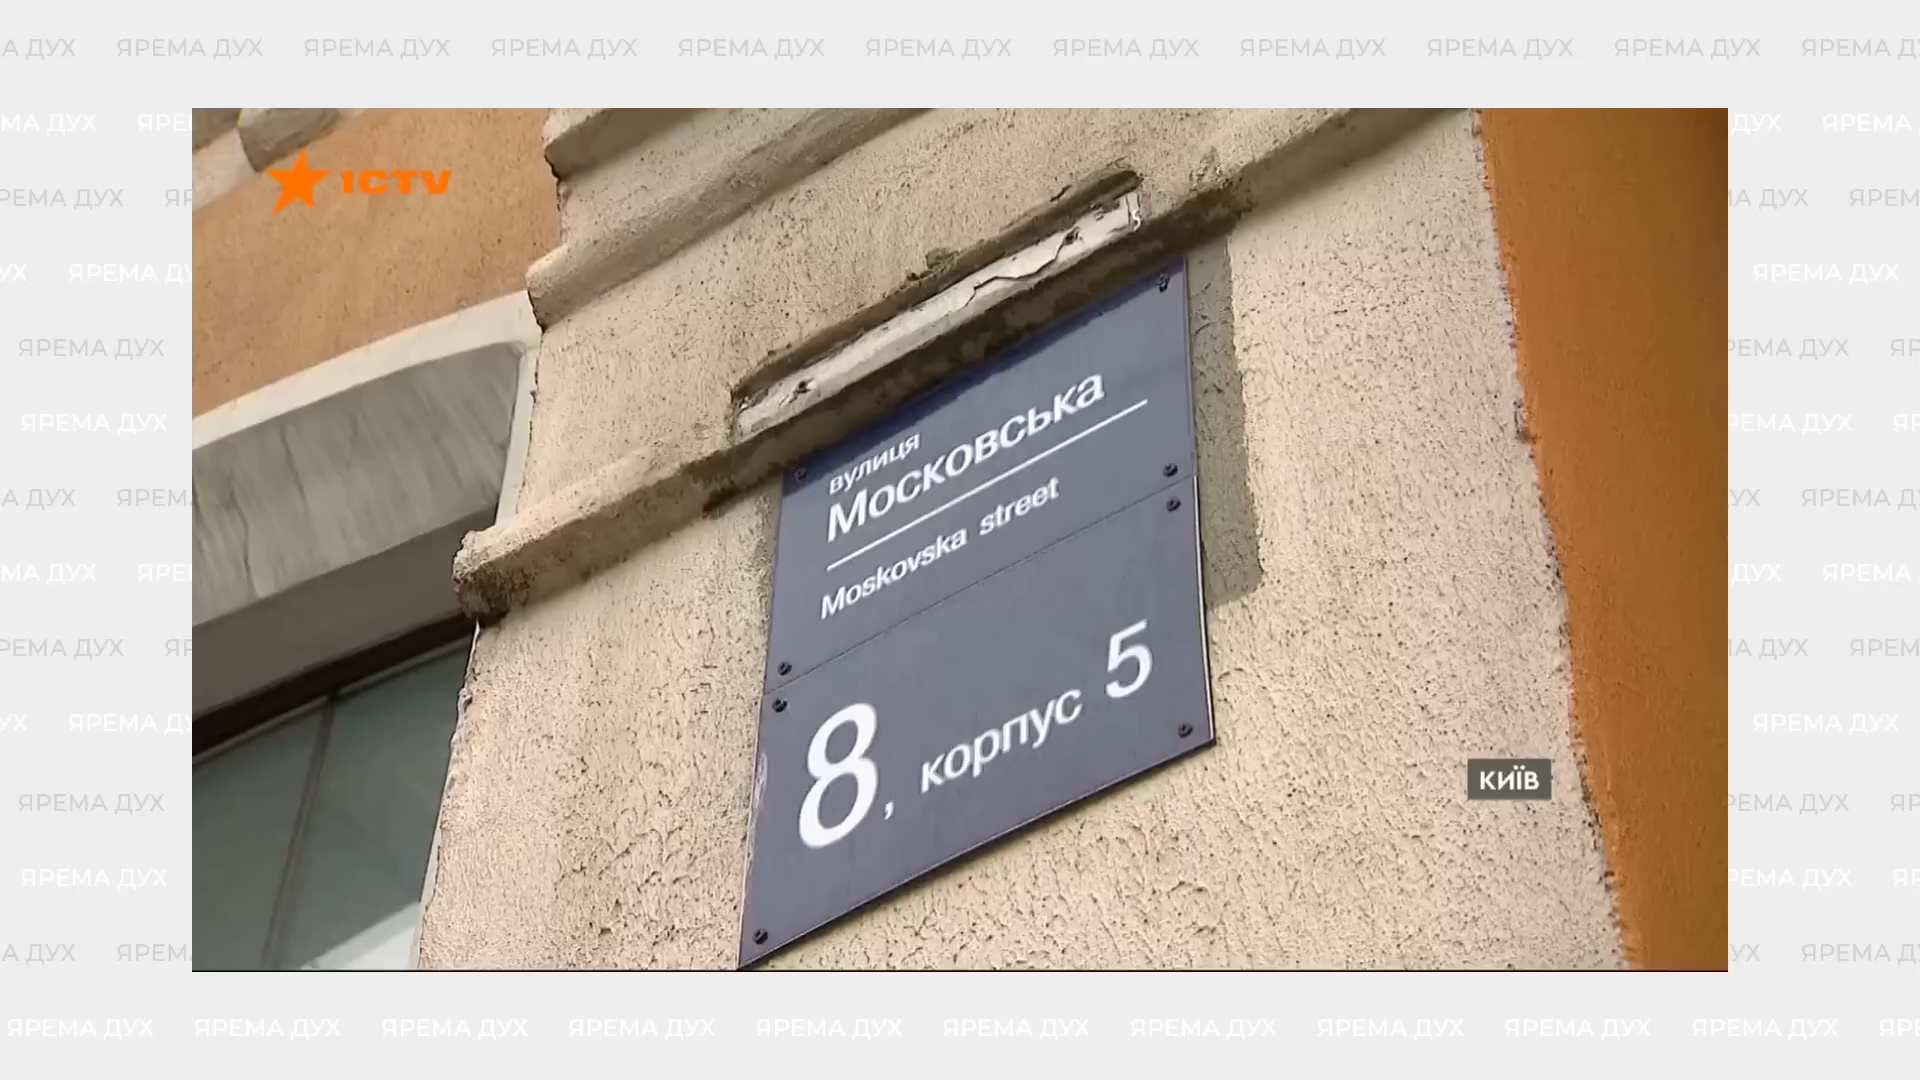 ЯРЕМА ДУХ
ICTV
вулиця
Московська
Moskovska street
8, корпус 5
КИЇВ